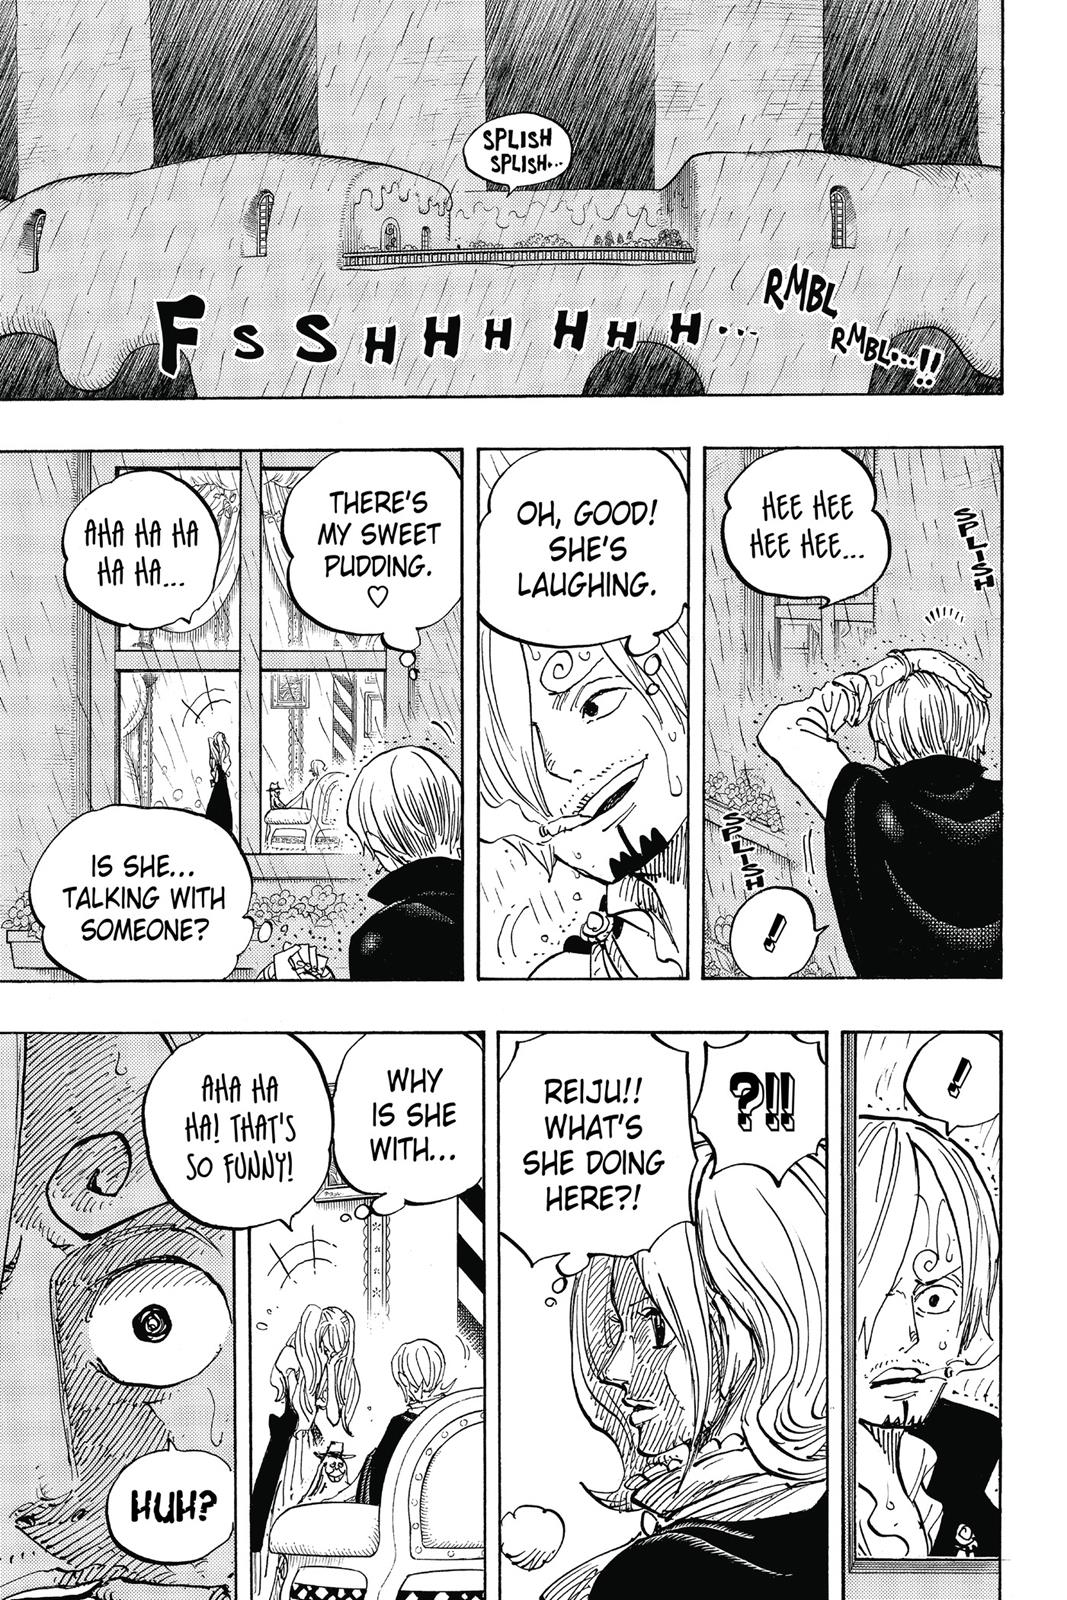 SPLISH
SPLISH...
RMBL
RMBL...!!
FSSHHH HHH...
HEE HEE
HEE HEE...
SPLISH
SPLISH
!
OH, GOOD!
SHE'S
LAUGHING.
THERE'S
MY SWEET
PUDDING.
♡
AHA HA HA
HA HA...
IS SHE...
TALKING WITH
SOMEONE?
!
?!!
REIJU!!
WHAT'S
SHE DOING
HERE?!
WHY
IS SHE
WITH...
AHA HA
HA! THAT'S
SO FUNNY!
HUH?